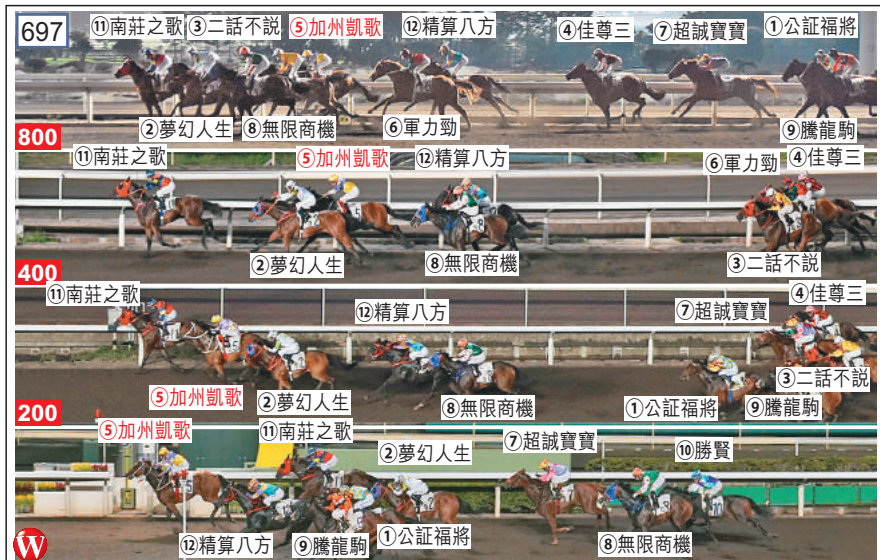 697
⑪南莊之歌 ③二話不説 ⑤加州凱歌 ⑫精算八方 ④佳尊三 ⑦超誠寶寶 ①公証福將
800 ②夢幻人生 ⑧無限商機 ⑥軍力勁 ⑨騰龍駒
⑪南莊之歌 ⑤加州凱歌 ⑫精算八方 ⑥軍力勁 ④佳尊三
400 ②夢幻人生 ⑧無限商機 ③二話不説
⑪南莊之歌 ⑫精算八方 ⑦超誠寶寶 ④佳尊三
③二話不説
200 ⑤加州凱歌 ②夢幻人生 ⑧無限商機 ①公証福將 ⑨騰龍駒
⑤加州凱歌 ⑪南莊之歌 ②夢幻人生 ⑦超誠寶寶 ⑩勝賢
W ⑫精算八方 ⑨騰龍駒 ①公証福將 ⑧無限商機